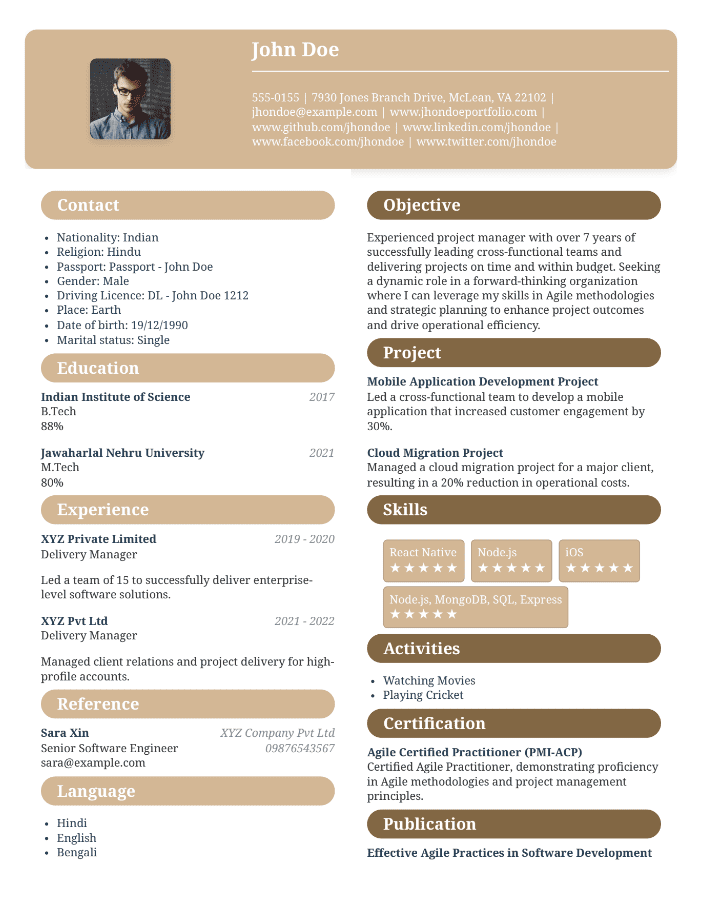 John Doe
555-0155 | 7930 Jones Branch Drive, McLean, VA 22102 |
jhondoe@example.com | www.jhondoeportfolio.com |
www.github.com/jhondoe | www.linkedin.com/jhondoe |
www.facebook.com/jhondoe | www.twitter.com/jhondoe
Contact
• Nationality: Indian
• Religion: Hindu
• Passport: Passport - John Doe
• Gender: Male
• Driving Licence: DL - John Doe 1212
• Place: Earth
• Date of birth: 19/12/1990
• Marital status: Single
Education
Indian Institute of Science 2017
B.Tech
88%
Jawaharlal Nehru University 2021
M.Tech
80%
Experience
XYZ Private Limited 2019 - 2020
Delivery Manager
Led a team of 15 to successfully deliver enterprise-
level software solutions.
XYZ Pvt Ltd 2021 - 2022
Delivery Manager
Managed client relations and project delivery for high-
profile accounts.
Reference
Sara Xin XYZ Company Pvt Ltd
Senior Software Engineer 09876543567
sara@example.com
Language
• Hindi
• English
• Bengali
Objective
Experienced project manager with over 7 years of
successfully leading cross-functional teams and
delivering projects on time and within budget. Seeking
a dynamic role in a forward-thinking organization
where I can leverage my skills in Agile methodologies
and strategic planning to enhance project outcomes
and drive operational efficiency.
Project
Mobile Application Development Project
Led a cross-functional team to develop a mobile
application that increased customer engagement by
30%.
Cloud Migration Project
Managed a cloud migration project for a major client,
resulting in a 20% reduction in operational costs.
Skills
React Native Node.js iOS
★★★★★ ★★★★★ ★★★★★
Node.js, MongoDB, SQL, Express
★★★★★
Activities
• Watching Movies
• Playing Cricket
Certification
Agile Certified Practitioner (PMI-ACP)
Certified Agile Practitioner, demonstrating proficiency
in Agile methodologies and project management
principles.
Publication
Effective Agile Practices in Software Development